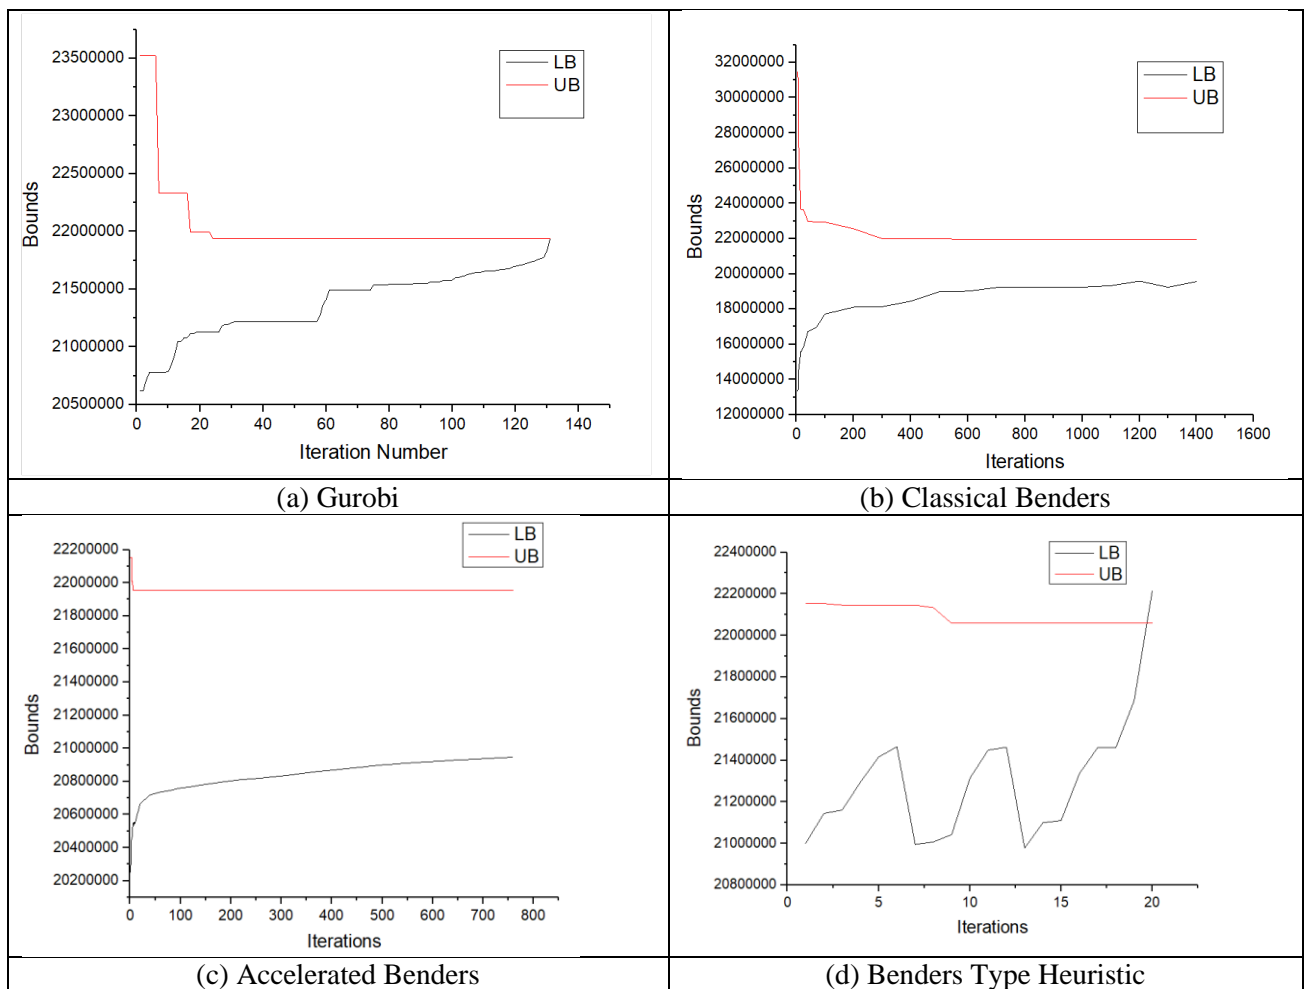 23500000
23000000
22500000
22000000
21500000
21000000
20500000
Bounds
LB
UB
0 20 40 60 80 100 120 140
Iteration Number
(a) Gurobi
32000000
30000000
28000000
26000000
24000000
22000000
20000000
18000000
16000000
14000000
12000000
Bounds
LB
UB
0 200 400 600 800 1000 1200 1400 1600
Iterations
(b) Classical Benders
22200000
22000000
21800000
21600000
21400000
21200000
21000000
20800000
20600000
20400000
20200000
Bounds
LB
UB
0 100 200 300 400 500 600 700 800
Iterations
(c) Accelerated Benders
22400000
22200000
22000000
21800000
21600000
21400000
21200000
21000000
20800000
Bounds
LB
UB
0 5 10 15 20
Iterations
(d) Benders Type Heuristic